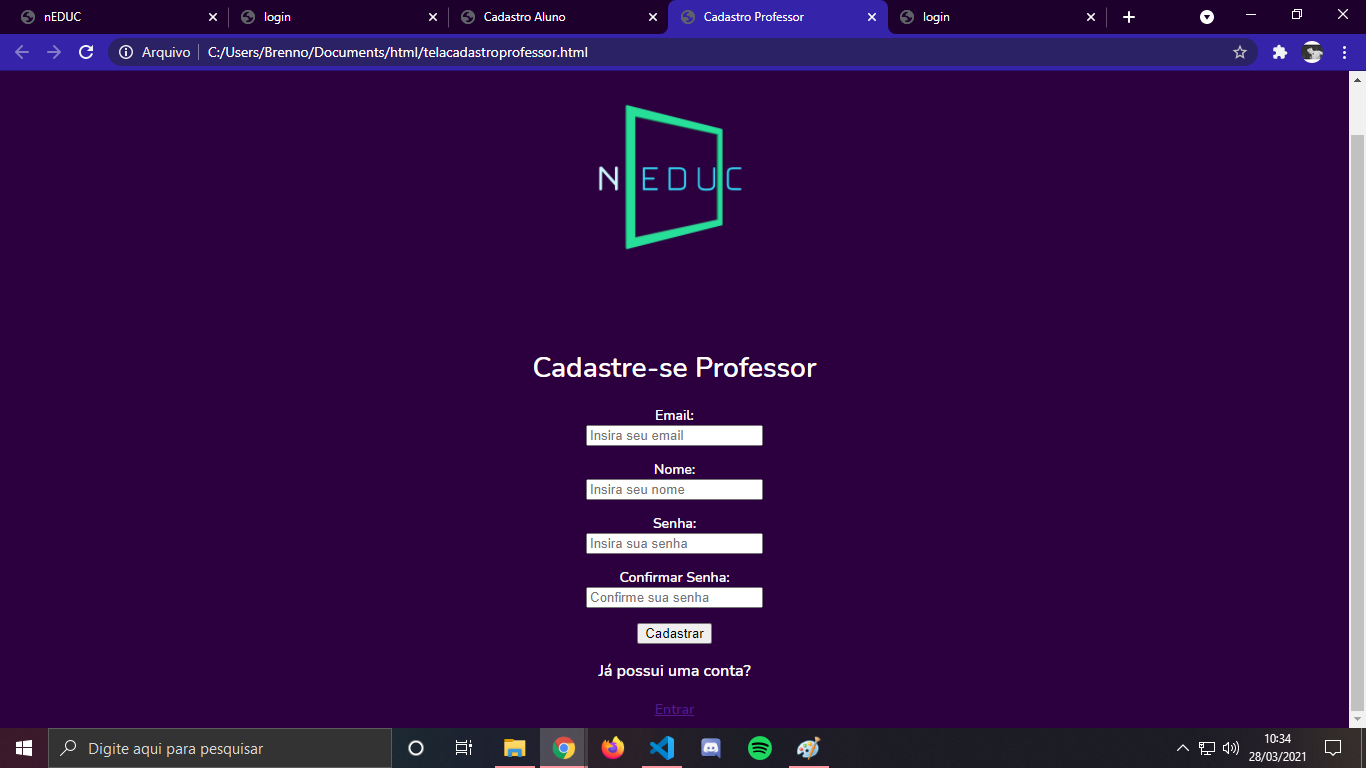 nEDUC
login
Cadastro Aluno
Cadastro Professor
login
Arquivo
C:/Users/Brenno/Documents/html/telacadastroprofessor.html
N EDUC
Cadastre-se Professor
Email:
Insira seu email
Nome:
Insira seu nome
Senha:
Insira sua senha
Confirmar Senha:
Confirme sua senha
Cadastrar
Já possui uma conta?
Entrar
Digite aqui para pesquisar
10:34
28/03/2021